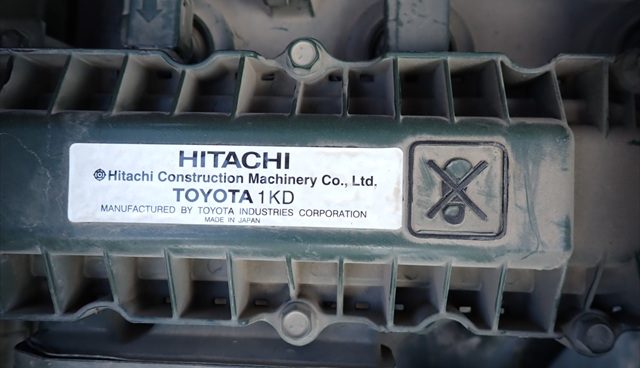 HITACHI
Hitachi Construction Machinery Co., Ltd.
TOYOTA 1KD
MANUFACTURED BY TOYOTA INDUSTRIES CORPORATION
MADE IN JAPAN